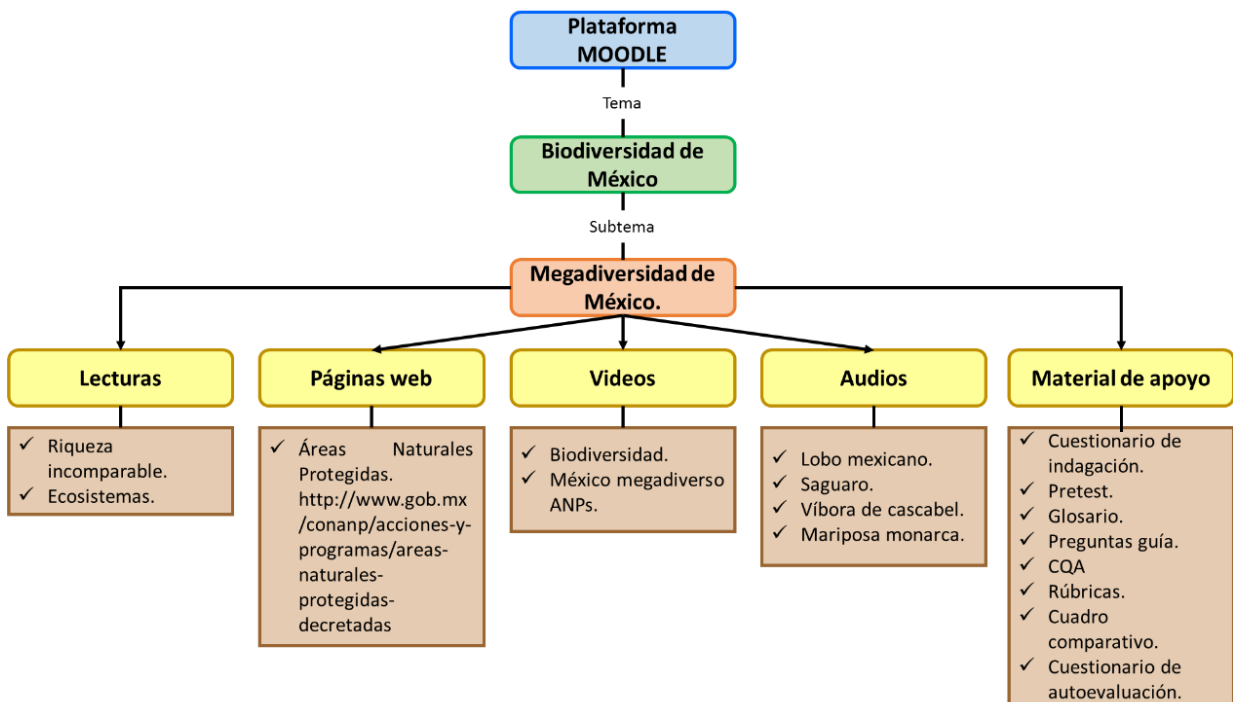 Plataforma
MOODLE
Tema
Biodiversidad de
México
Subtema
Megadiversidad de
México.
Lecturas
✓ Riqueza
incomparable.
✓ Ecosistemas.
Páginas web
✓ Áreas Naturales
Protegidas.
http://www.gob.mx
/conanp/acciones-y-
programas/areas-
naturales-
protegidas-
decretadas
Videos
✓ Biodiversidad.
✓ México megadiverso
ANPs.
Audios
✓ Lobo mexicano.
✓ Saguaro.
✓ Víbora de cascabel.
✓ Mariposa monarca.
Material de apoyo
✓ Cuestionario de
indagación.
✓ Pretest.
✓ Glosario.
✓ Preguntas guía.
✓ CQA
✓ Rúbricas.
✓ Cuadro
comparativo.
✓ Cuestionario de
autoevaluación.